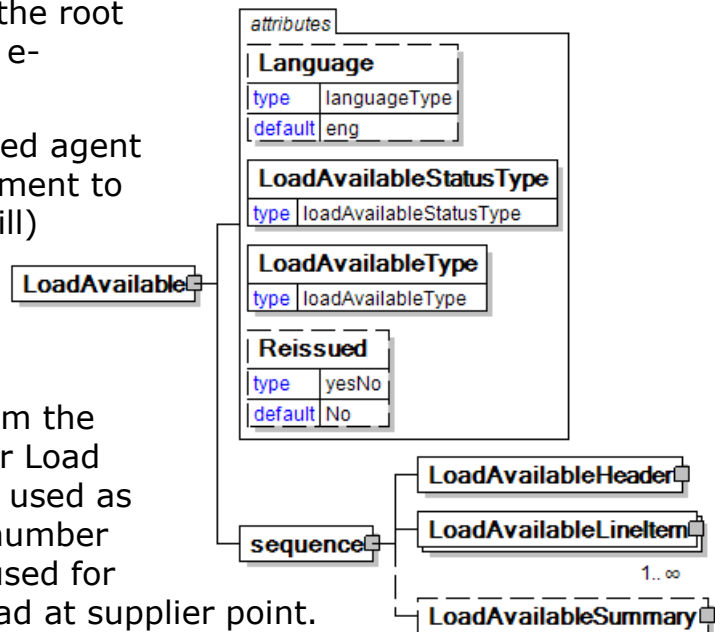 the root
e-
ed agent
ment to
ill)
m the
r Load
used as
number
used for
ad at supplier point.
LoadAvailable
attributes
Language
type languageType
default eng
LoadAvailableStatusType
type loadAvailableStatusType
LoadAvailableType
type loadAvailableType
Reissued
type yesNo
default No
sequence
LoadAvailableHeader
LoadAvailableLineItem
1.. ∞
LoadAvailableSummary